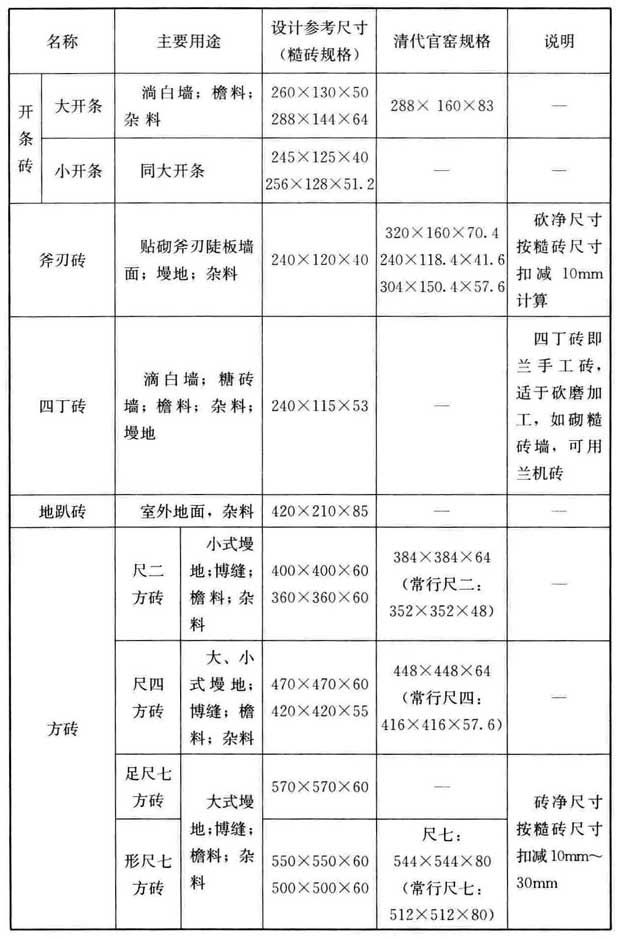 名称 主要用途 设计参考尺寸 (糙砖规格) 清代官窑规格 说明
开条砖
大开条
淌白墙；檐料；
杂料
260×130×50
288×144×64
288× 160×83
—
小开条
同大开条
245×125×40
256×128×51.2
—
—
斧刃砖
贴砌斧刃陡板墙
面；墁地；杂料
240×120×40
320×160×70.4
240×118.4×41.6
304×150.4×57.6
砍净尺寸
按糙砖尺寸
扣减 10mm
计算
四丁砖
滴白墙；糖砖
墙；檐料；杂料；
墁地
240×115×53
—
四丁砖即
兰手工砖，
适于砍磨加
工，如砌糙
砖墙，可用
兰机砖
地趴砖
室外地面，杂料
420×210×85
—
—
方砖
尺二
方砖
小式墁
地；博缝；
檐料；杂
料
400×400×60
360×360×60
384×384×64
(常行尺二：
352×352×48)
—
尺四
方砖
大、小
式墁地；
博缝；檐
料；杂料
470×470×60
420×420×55
448×448×64
(常行尺四：
416×416×57.6)
—
足尺七
方砖
大式墁
地；博缝；
檐料；杂
料
570×570×60
—
砖净尺寸
按糙砖尺寸
扣减10mm～
30mm
形尺七
方砖
550×550×60
500×500×60
尺七：
544×544×80
(常行尺七：
512×512×80)